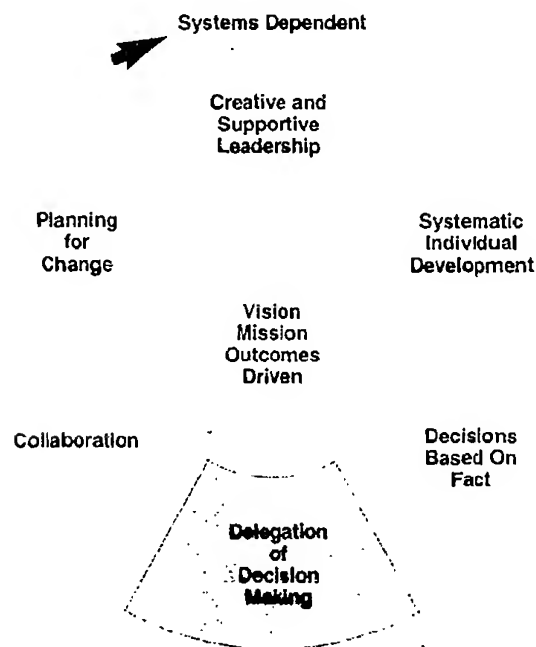 Systems Dependent
Creative and
Supportive
Leadership
Planning
for
Change
Systematic
Individual
Development
Vision
Mission
Outcomes
Driven
Collaboration
Decisions
Based On
Fact
Delegation
of
Decision
Making